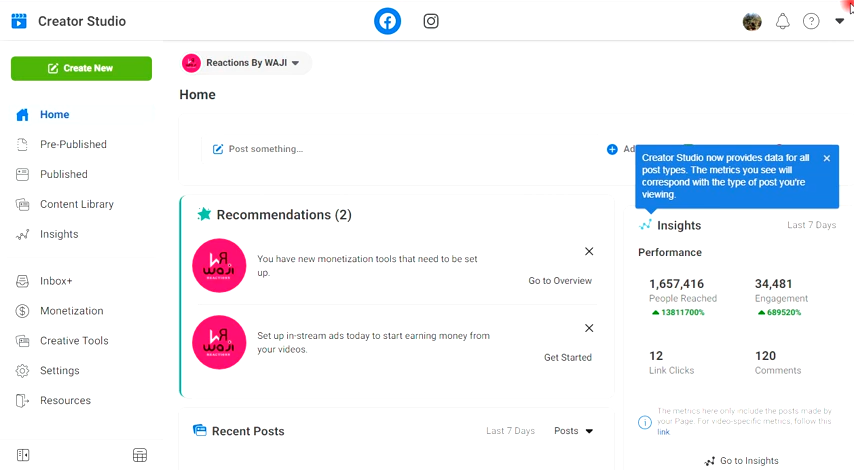 Creator Studio
Create New
Home
Pre-Published
Published
Content Library
Insights
Inbox+
Monetization
Creative Tools
Settings
Resources
Reactions By WAJI
Home
Post something...
Ad
Creator Studio now provides data for all
post types. The metrics you see will
correspond with the type of post you're
viewing.
Recommendations (2)
WAJI
REACTIONS
You have new monetization tools that need to be set
up.
Go to Overview
WAJI
REACTIONS
Set up in-stream ads today to start earning money from
your videos.
Get Started
Recent Posts
Last 7 Days
Posts
Insights
Last 7 Days
Performance
1,657,416
People Reached
13811700%
34,481
Engagement
689520%
12
Link Clicks
120
Comments
The metrics here only include the posts made by
your Page. For video-specific metrics, follow this
link
Go to Insights